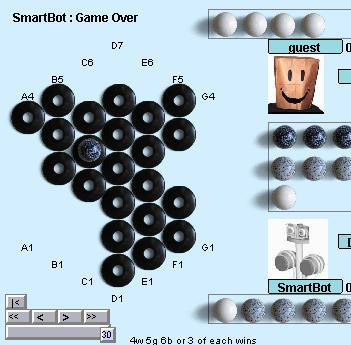 SmartBot : Game Over
D7
C6 E6
B5 F5
A4 G4
guest 0
A1 G1
B1 F1
C1 E1
D1
SmartBot 0
|<
<< < > >>
30
4w 5g 6b or 3 of each wins